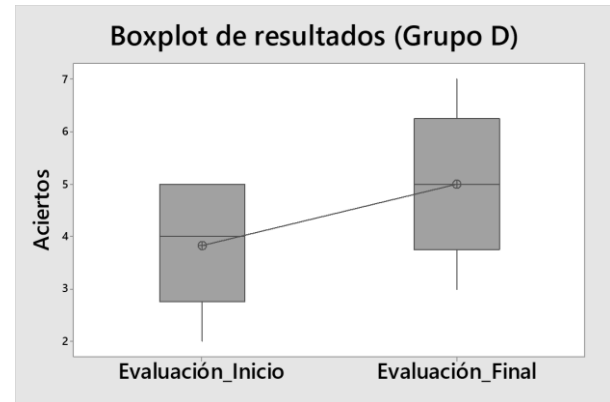 Boxplot de resultados (Grupo D)
Aciertos
7
6
5
4
3
2
Evaluación_Inicio
Evaluación_Final